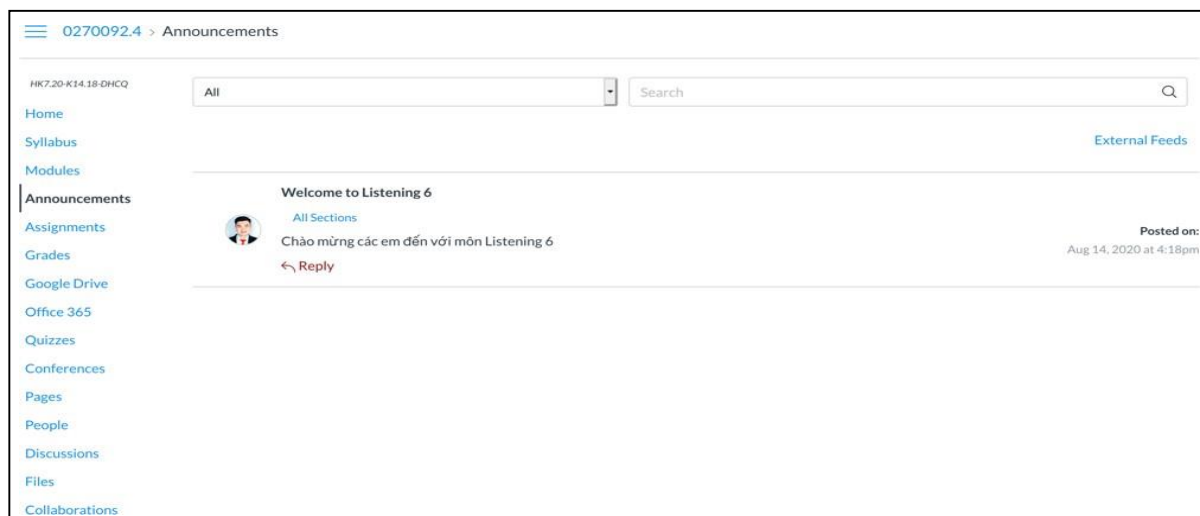 0270092.4 > Announcements
HK7.20-K14.18-DHCQ
Home
Syllabus
Modules
Announcements
Assignments
Grades
Google Drive
Office 365
Quizzes
Conferences
Pages
People
Discussions
Files
Collaborations
All
Search
External Feeds
Welcome to Listening 6
All Sections
Chào mừng các em đến với môn Listening 6
Reply
Posted on:
Aug 14, 2020 at 4:18pm